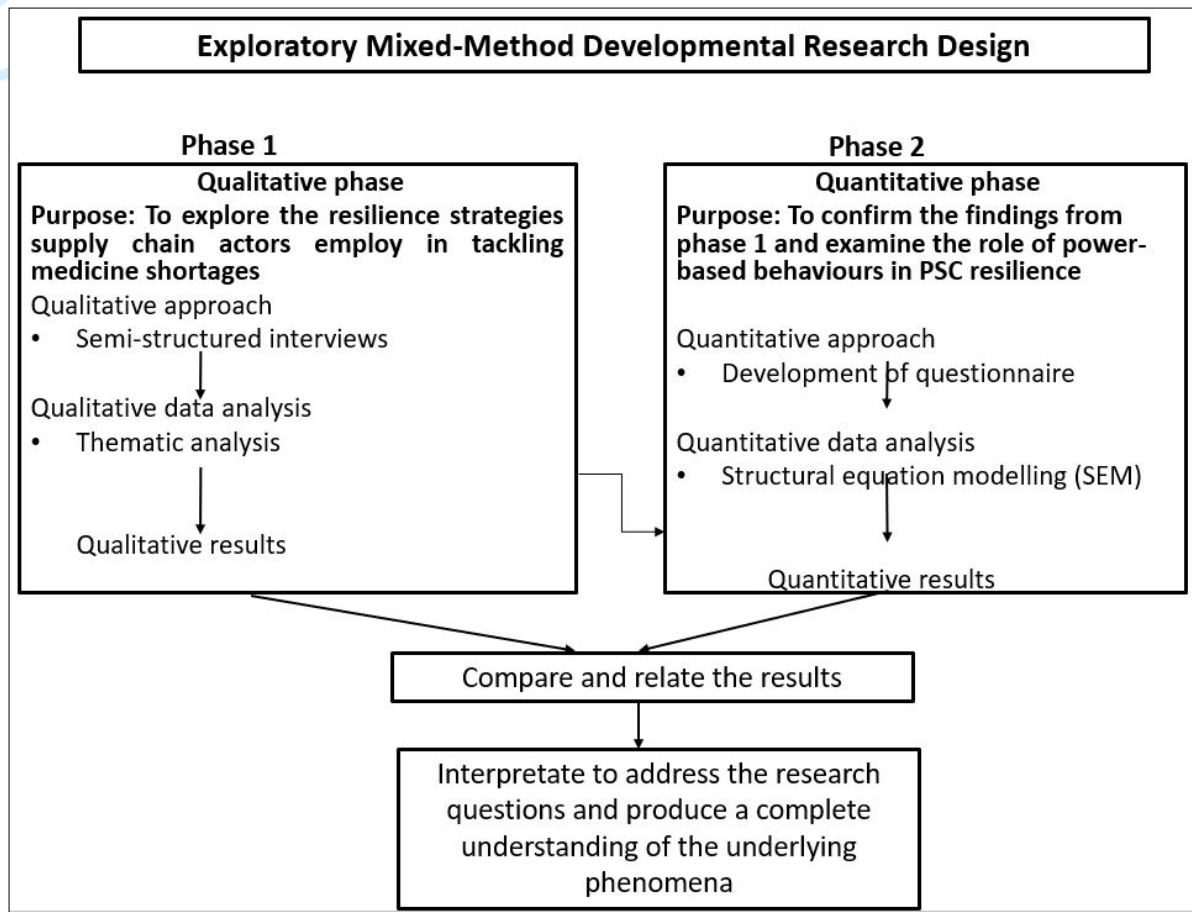 Exploratory Mixed-Method Developmental Research Design
Phase 1
Qualitative phase
Purpose: To explore the resilience strategies
supply chain actors employ in tackling
medicine shortages
Qualitative approach
• Semi-structured interviews
Qualitative data analysis
• Thematic analysis
Qualitative results
Phase 2
Quantitative phase
Purpose: To confirm the findings from
phase 1 and examine the role of power-
based behaviours in PSC resilience
Quantitative approach
• Development of questionnaire
Quantitative data analysis
• Structural equation modelling (SEM)
Quantitative results
Compare and relate the results
Interpretate to address the research
questions and produce a complete
understanding of the underlying
phenomena